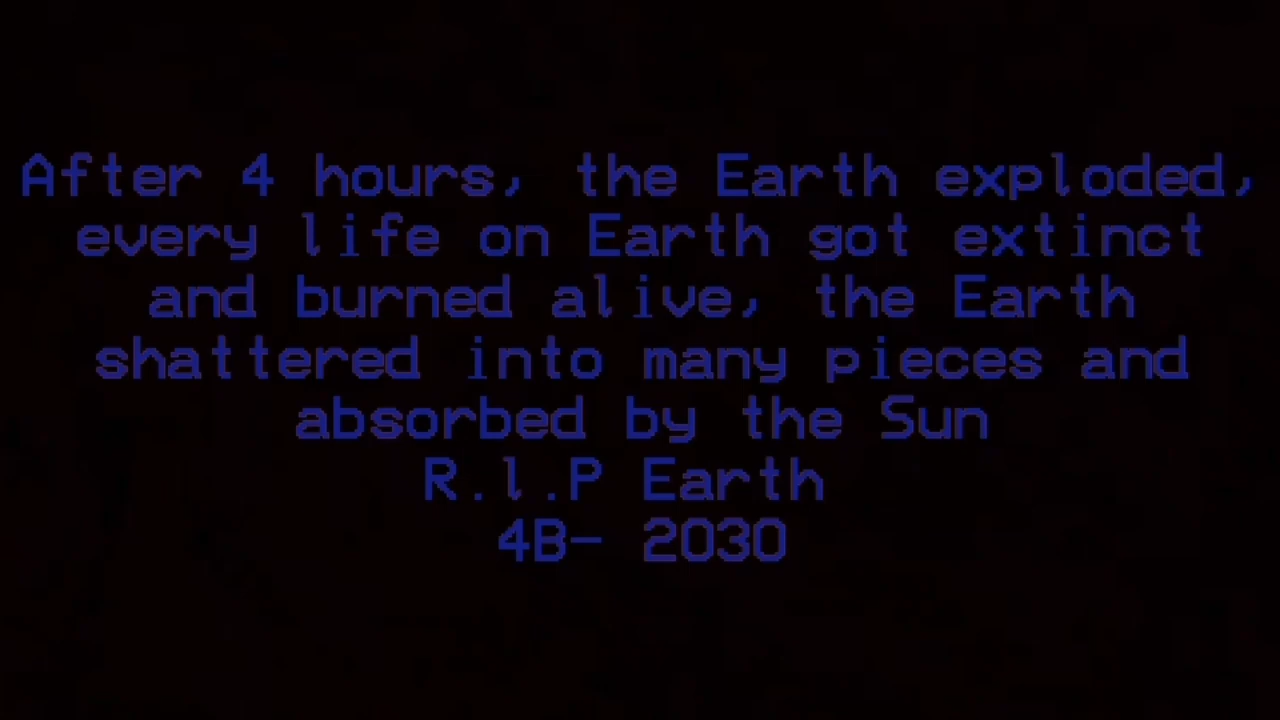 After 4 hours, the Earth exploded,
every life on Earth got extinct
and burned alive, the Earth
shattered into many pieces and
absorbed by the Sun
R.l.P Earth
4B- 2030